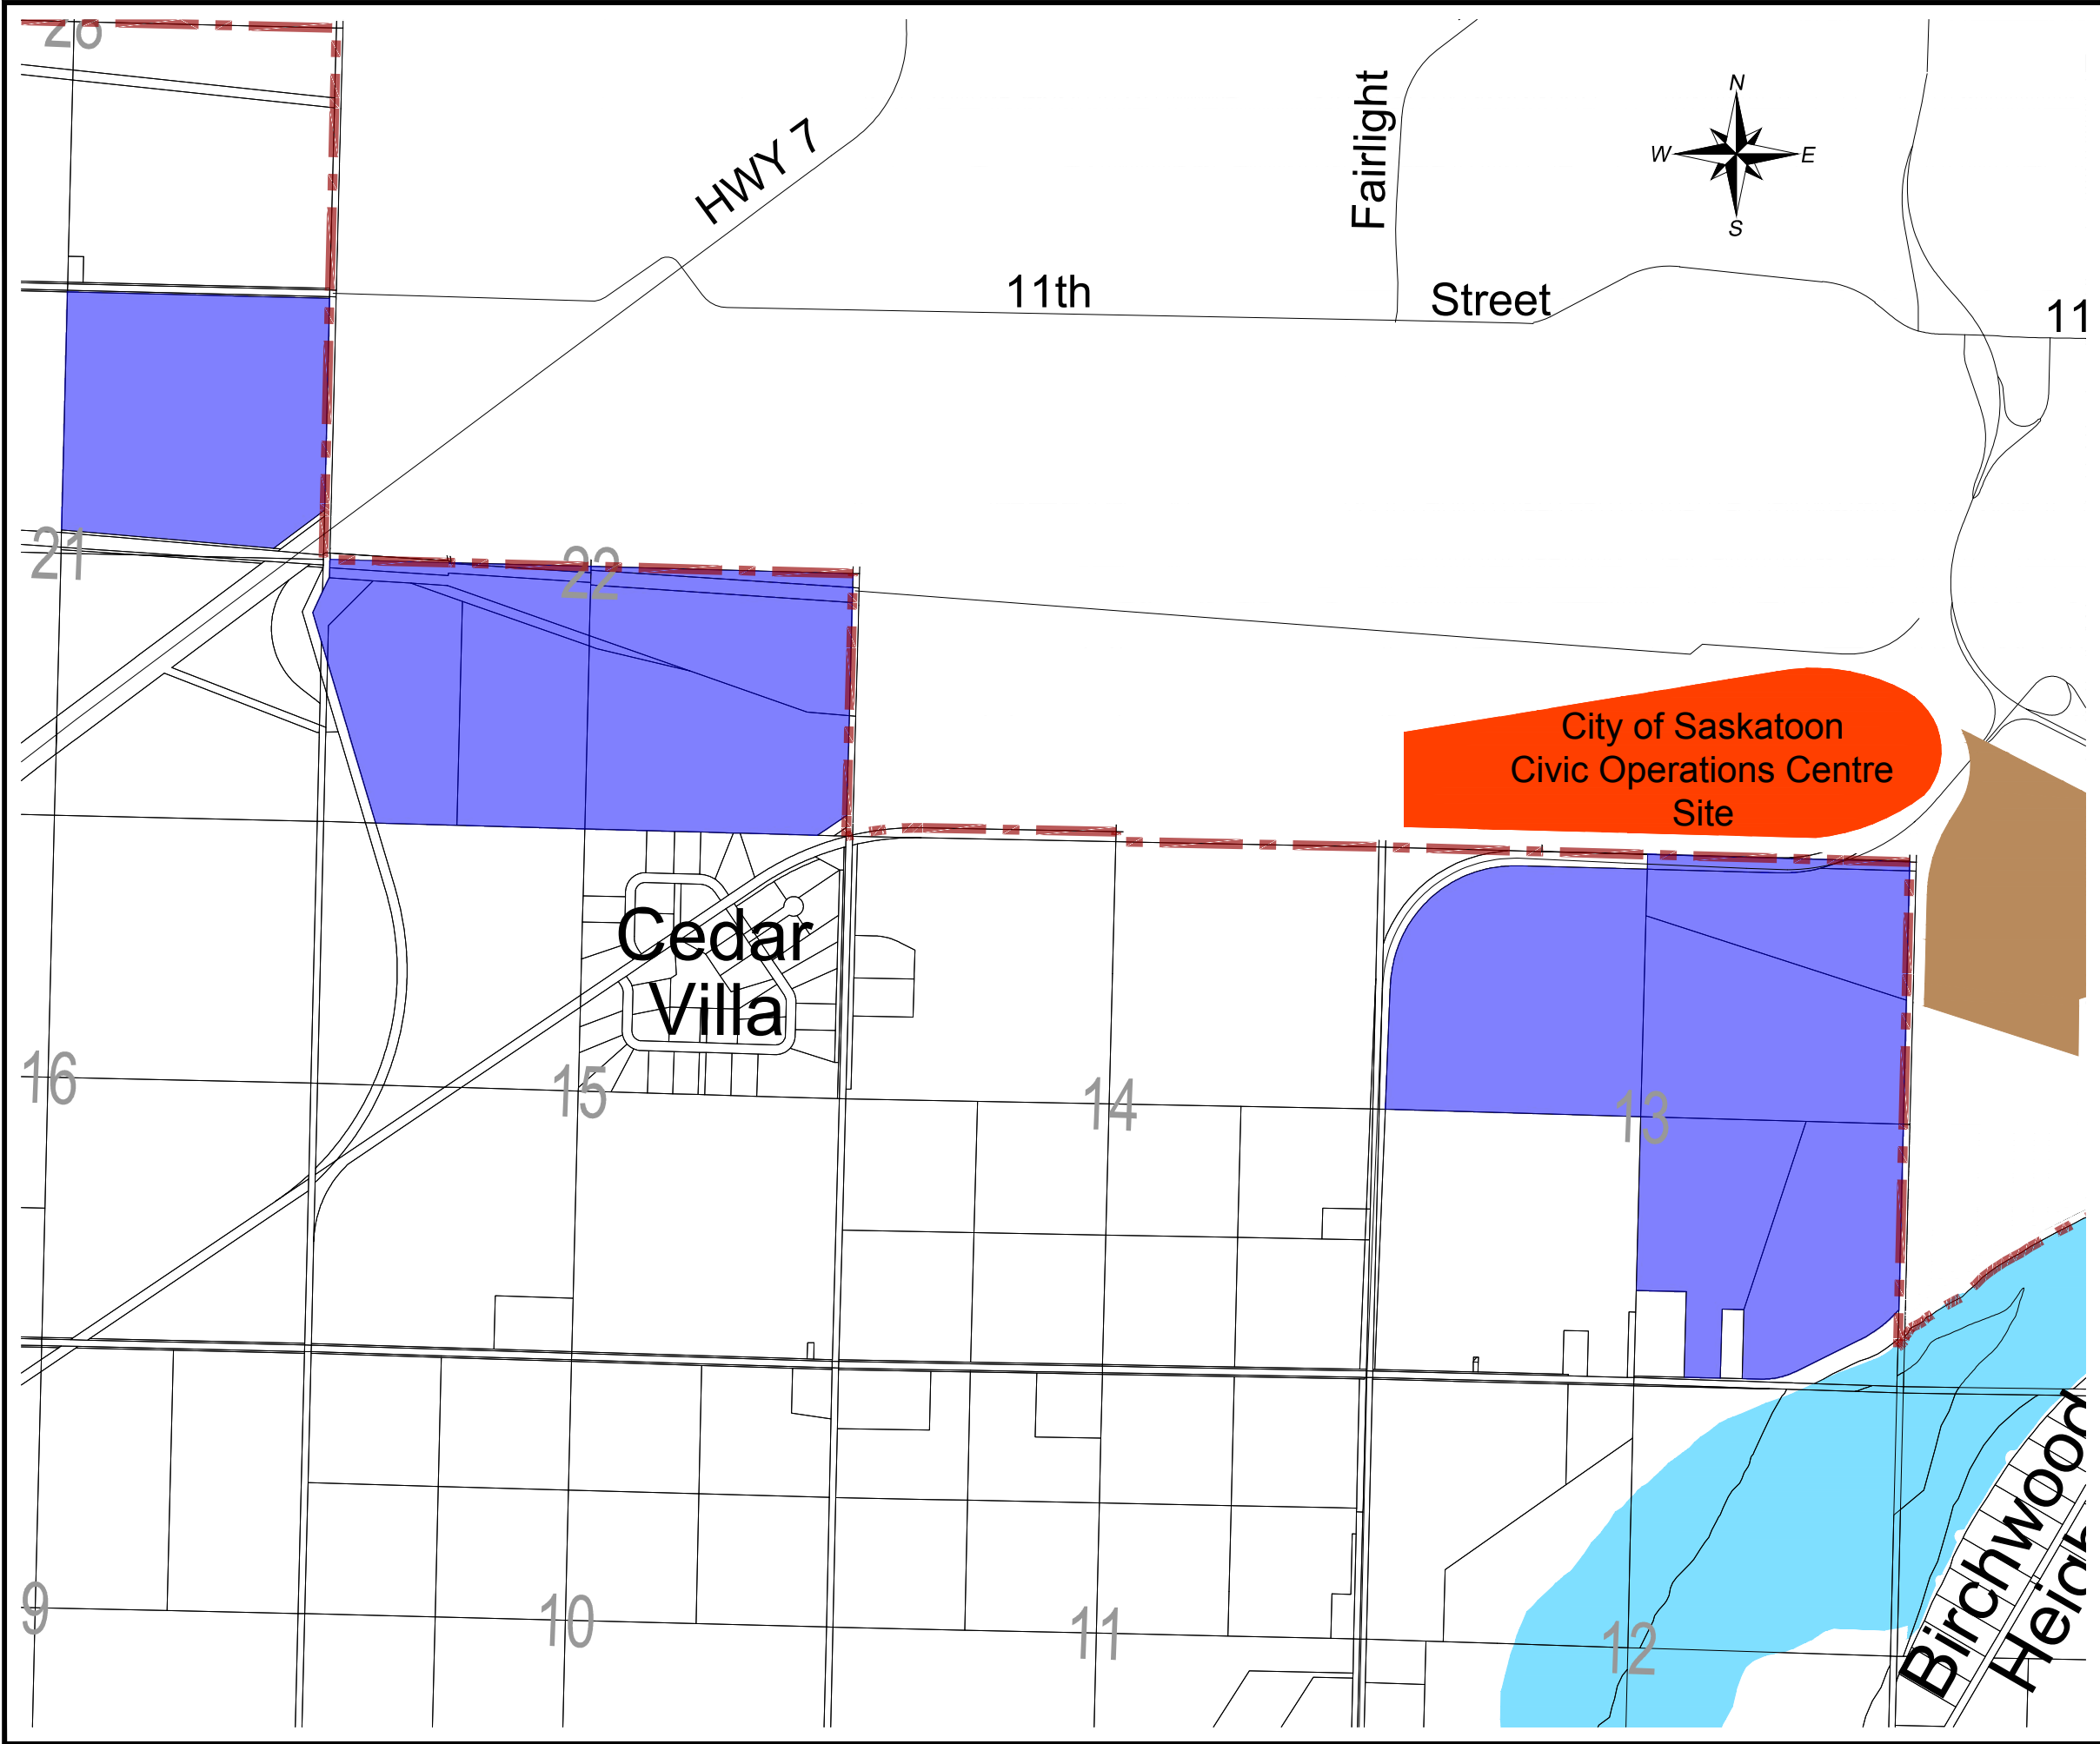 HWY 7
Fairlight
N
W
E
S
11th
Street
11
21
22
City of Saskatoon
Civic Operations Centre
Site
Cedar
Villa
16
15
14
13
9
10
11
12
Birchwood